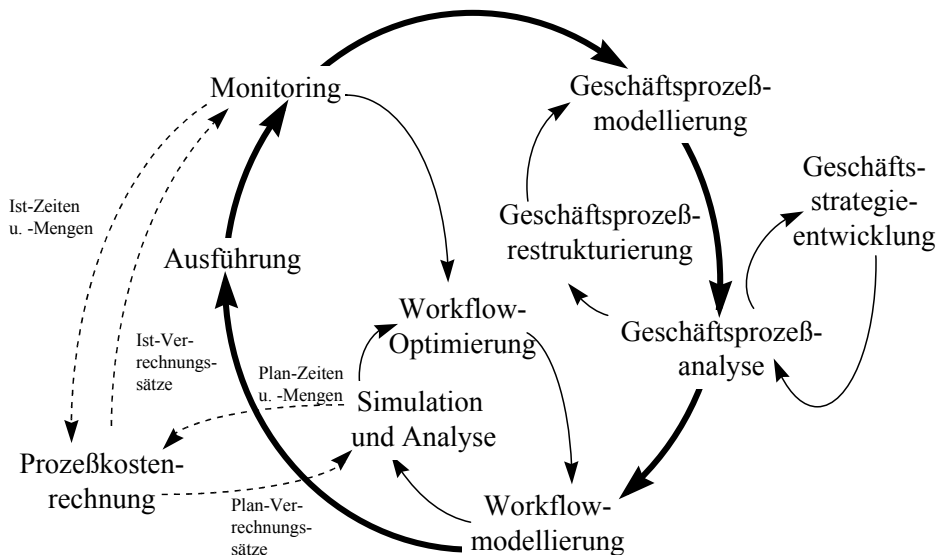 Monitoring
Geschäftsprozeß-
modellierung
Geschäfts-
strategie-
entwicklung
Geschäftsprozeß-
restrukturierung
Ist-Zeiten
u. -Mengen
Ausführung
Workflow-
Optimierung
Geschäftsprozeß-
analyse
Ist-Ver-
rechnungs-
sätze
Plan-Zeiten
u. -Mengen
Simulation
und Analyse
Prozeßkosten-
rechnung
Plan-Ver-
rechnungs-
sätze
Workflow-
modellierung